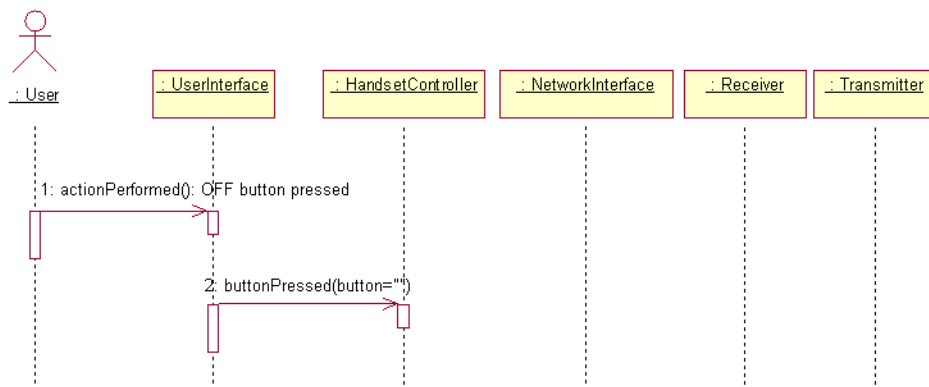 : User
: UserInterface
: HandsetController
: NetworkInterface
: Receiver
: Transmitter
1: actionPerformed(): OFF button pressed
2: buttonPressed(button="")